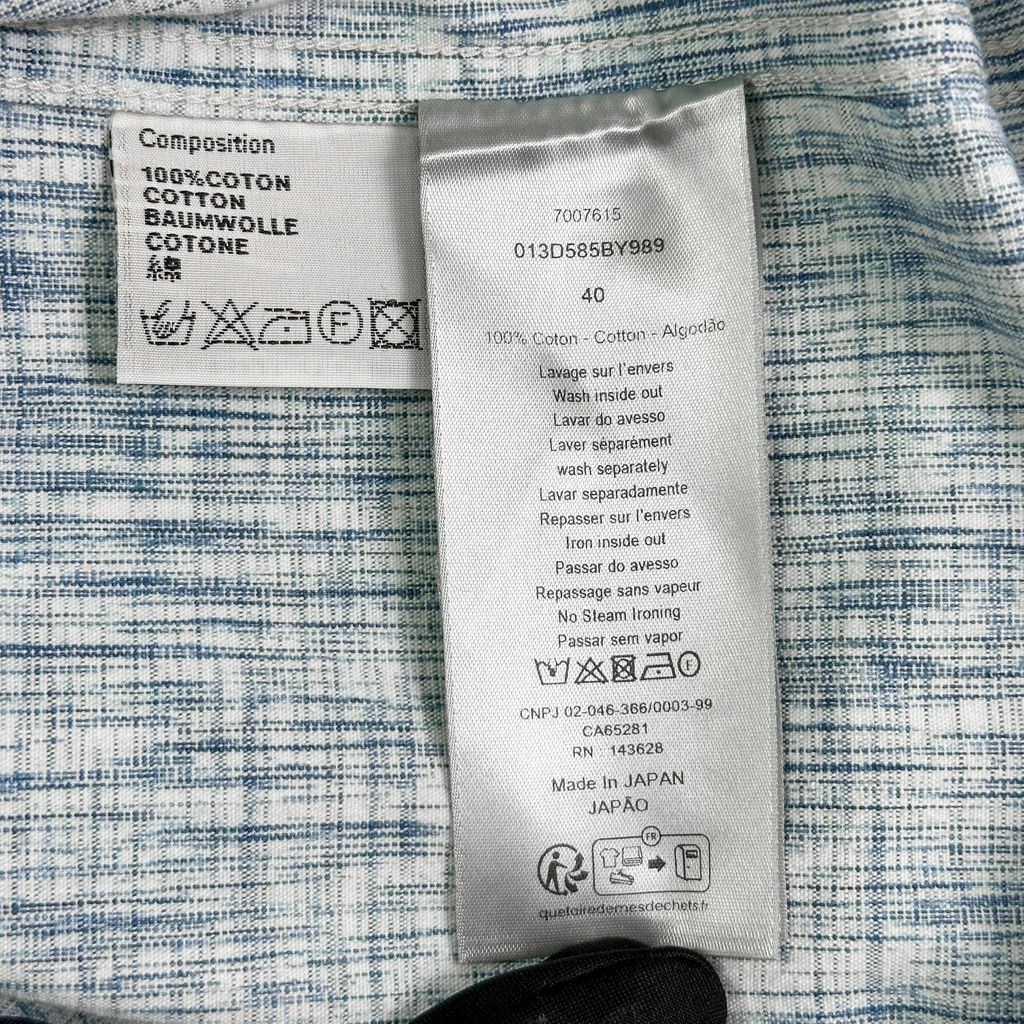 Composition
100%COTON
COTTON
BAUMWOLLE
COTONE
綿
F
7007615
013D585BY989
40
100% Coton - Cotton - Algodão
Lavage sur l'envers
Wash inside out
Lavar do avesso
Laver séparément
wash separately
Lavar separadamente
Repasser sur l'envers
Iron inside out
Passar do avesso
Repassage sans vapeur
No Steam Ironing
Passar sem vapor
F
CNPJ 02-046-366/0003-99
CA65281
RN : 143628
Made In JAPAN
JAPÃO
FR
quefairedemesdechets.fr